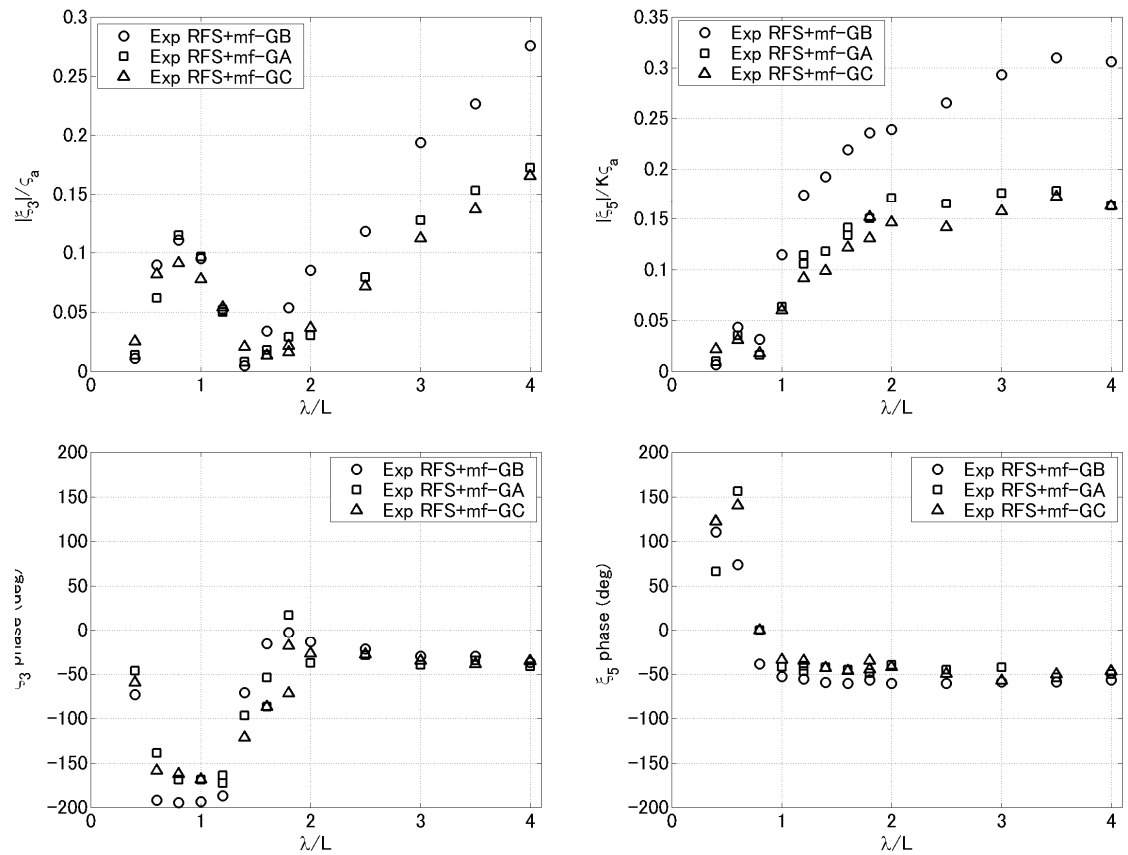 0.3
0.25
0.2
0.15
0.1
0.05
0
|ξ3|/ςa
Exp RFS+mf-GB
Exp RFS+mf-GA
Exp RFS+mf-GC
0 1 2 3 4
λ/L
0.35
0.3
0.25
0.2
0.15
0.1
0.05
0
|ξ5|/Kςa
Exp RFS+mf-GB
Exp RFS+mf-GA
Exp RFS+mf-GC
0 1 2 3 4
λ/L
200
150
100
50
0
-50
-100
-150
-200
3 phase (deg)
Exp RFS+mf-GB
Exp RFS+mf-GA
Exp RFS+mf-GC
0 1 2 3 4
λ/L
200
150
100
50
0
-50
-100
-150
-200
ξ5 phase (deg)
Exp RFS+mf-GB
Exp RFS+mf-GA
Exp RFS+mf-GC
0 1 2 3 4
λ/L